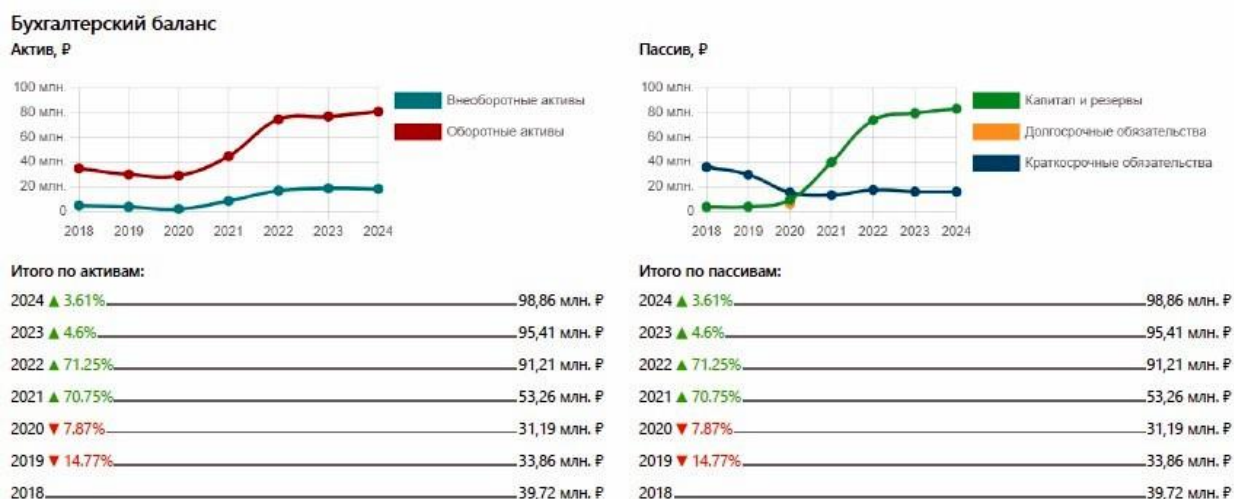 Бухгалтерский баланс
Актив, ₽
100 млн.
80 млн.
60 млн.
40 млн.
20 млн.
0
2018 2019 2020 2021 2022 2023 2024
Внеоборотные активы
Оборотные активы
Итого по активам:
2024 ▲ 3.61% 98,86 млн. ₽
2023 ▲ 4.6% 95,41 млн. ₽
2022 ▲ 71.25% 91,21 млн. ₽
2021 ▲ 70.75% 53,26 млн. ₽
2020 ▼ 7.87% 31,19 млн. ₽
2019 ▼ 14.77% 33,86 млн. ₽
2018 39,72 млн. ₽
Пассив, ₽
100 млн.
80 млн.
60 млн.
40 млн.
20 млн.
0
2018 2019 2020 2021 2022 2023 2024
Капитал и резервы
Долгосрочные обязательства
Краткосрочные обязательства
Итого по пассивам:
2024 ▲ 3.61% 98,86 млн. ₽
2023 ▲ 4.6% 95,41 млн. ₽
2022 ▲ 71.25% 91,21 млн. ₽
2021 ▲ 70.75% 53,26 млн. ₽
2020 ▼ 7.87% 31,19 млн. ₽
2019 ▼ 14.77% 33,86 млн. ₽
2018 39,72 млн. ₽